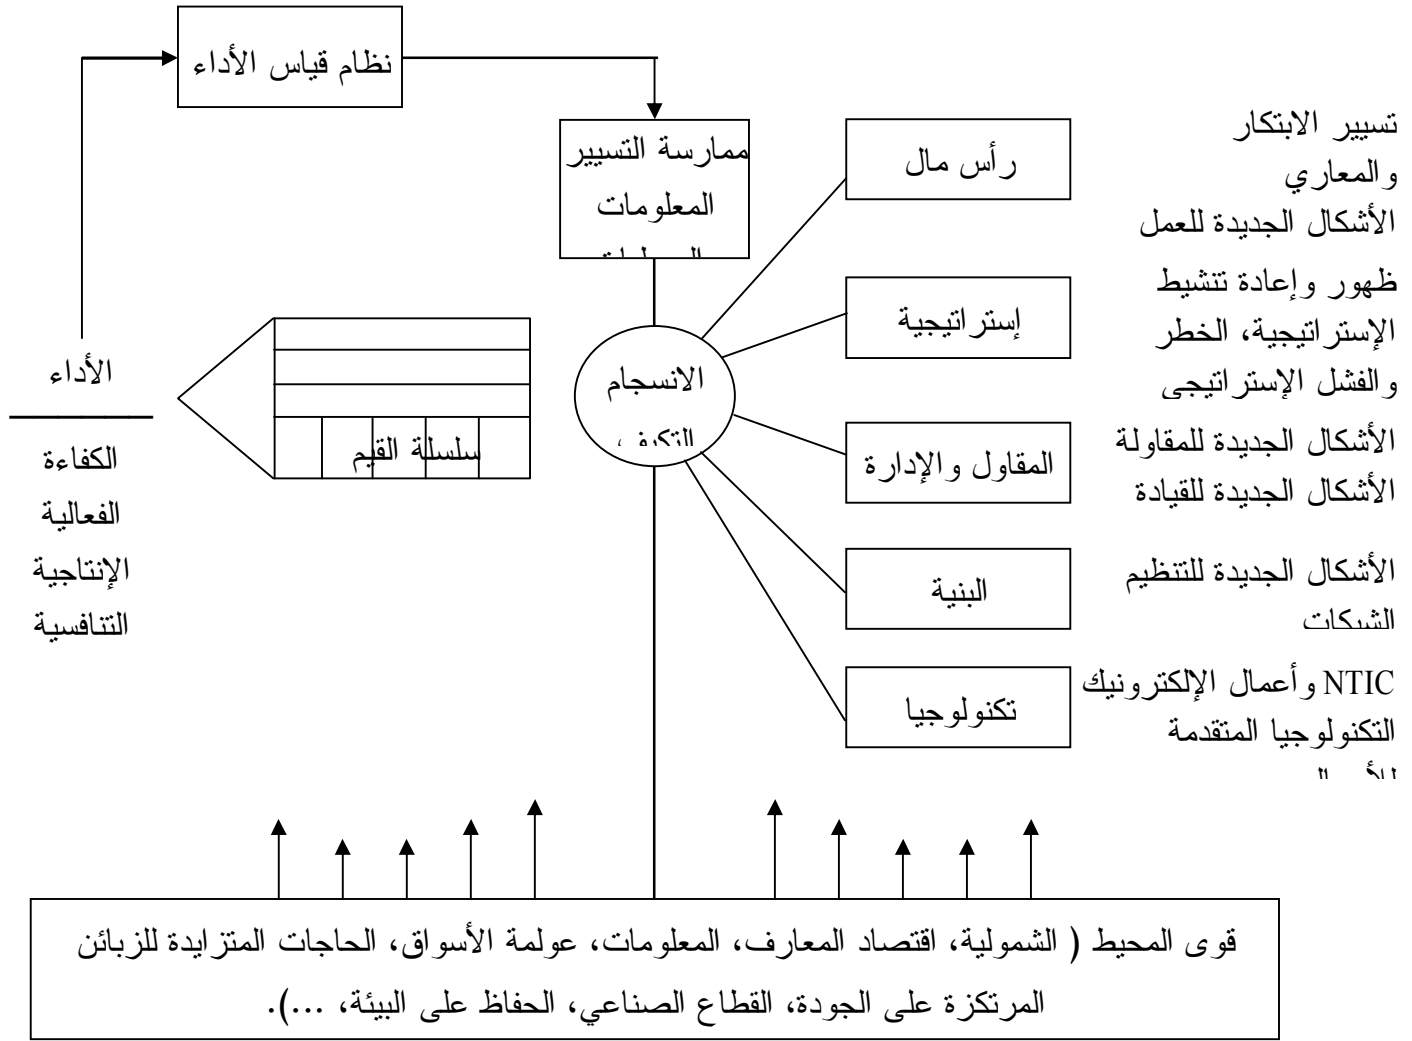 نظام قياس الأداء
ممارسة التسيير
المعلومات
رأس مال
تسيير الابتكار
والمعاري
الأشكال الجديدة للعمل
إستراتيجية
ظهور وإعادة تنشيط
الإستراتيجية، الخطر
والفشل الإستراتيجي
الانسجام
التكيف
المقاول والإدارة
الأشكال الجديدة للمقاولة
الأشكال الجديدة للقيادة
البنية
الأشكال الجديدة للتنظيم
الشبكات
تكنولوجيا
NTIC وأعمال الإلكترونيك
التكنولوجيا المتقدمة
سلسلة القيم
الأداء
الكفاءة
الفعالية
الإنتاجية
التنافسية
قوى المحيط ( الشمولية، اقتصاد المعارف، المعلومات، عولمة الأسواق، الحاجات المتزايدة للزبائن
المرتكزة على الجودة، القطاع الصناعي، الحفاظ على البيئة، ...).